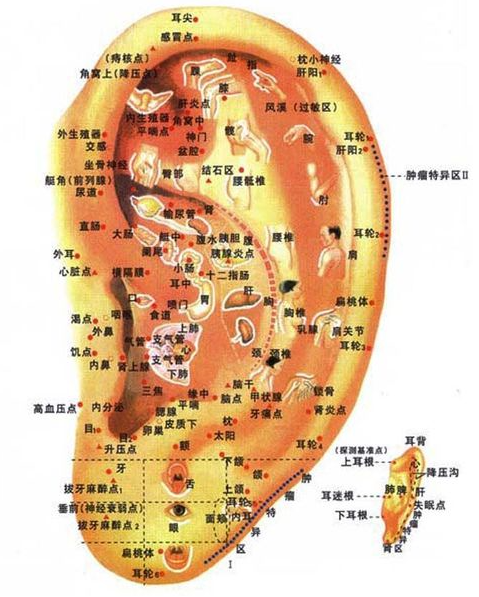 耳尖
感冒点
(痔核点)
角窝上(降压点)
趾
指
枕小神经
肝阳1
踝
膝
肝炎点
风溪 (过敏区)
内生殖器
角窝中
外生殖器
平喘点
神门
髋
腕
耳轮1
交感
盆腔
肝阳2
坐骨神经
臀部
结石区
肿瘤特异区Ⅱ
艇角(前列腺)
腰骶椎
尿道
肘
输尿管
肾
直肠
大肠
艇中
腹水
胰胆
腹
腰椎
耳轮2
外耳
阑尾
胰腺炎点
肩
心脏点
横隔膜
小肠
十二指肠
耳中
口
贲门
胃
肝
胸
扁桃体
渴点
咽喉
食道
胸椎
外鼻
上肺
乳腺
肩关节
气管
支气管
心
饥点
支气管
颈
颈椎
耳轮3
内鼻
肾上腺
下肺
三焦
缘中
脑干
甲状腺
锁骨
高血压点
内分泌
腮腺
平喘
脑点
牙痛点
肾炎点
皮质下
目1
目2
卵巢
枕
太阳
升压点
颞
耳轮4
牙
下颌
颌
肿
瘤
特
异
区
Ⅰ
拔牙麻醉点1
舌
上颌
耳轮5
垂前(神经衰弱点)
面颊
内耳
拔牙麻醉点2
眼
扁桃体
耳轮6
耳背
(探测基准点)
上耳根
心
降压沟
肺
脾
肝
耳迷根
失眠点
下耳根
肿
瘤
特
异
区
肾